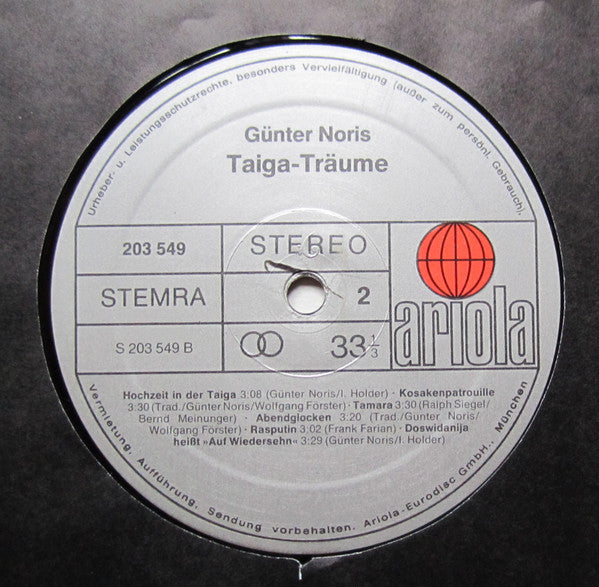 Urheber- u. Leistungsschutzrechte, besonders Vervielfältigung (außer zum persönl. Gebrauch),
Günter Noris
Taiga-Träume
203 549
STEREO
STEMRA
2
S 203 549 B
33 1/3
ariola
Hochzeit in der Taiga 3:08 (Günter Noris/I. Holder) · Kosakenpatrouille
3:30 (Trad./Günter Noris/Wolfgang Förster) · Tamara 3:30 (Ralph Siegel/
Bernd Meinunger) · Abendglocken 3:20 (Trad./Günter Noris/
Wolfgang Förster) · Rasputin 3:02 (Frank Farian) · Doswidanija
heißt »Auf Wiedersehn« 3:29 (Günter Noris/I. Holder)
Vermietung, Aufführung, Sendung vorbehalten. Ariola-Eurodisc GmbH., München